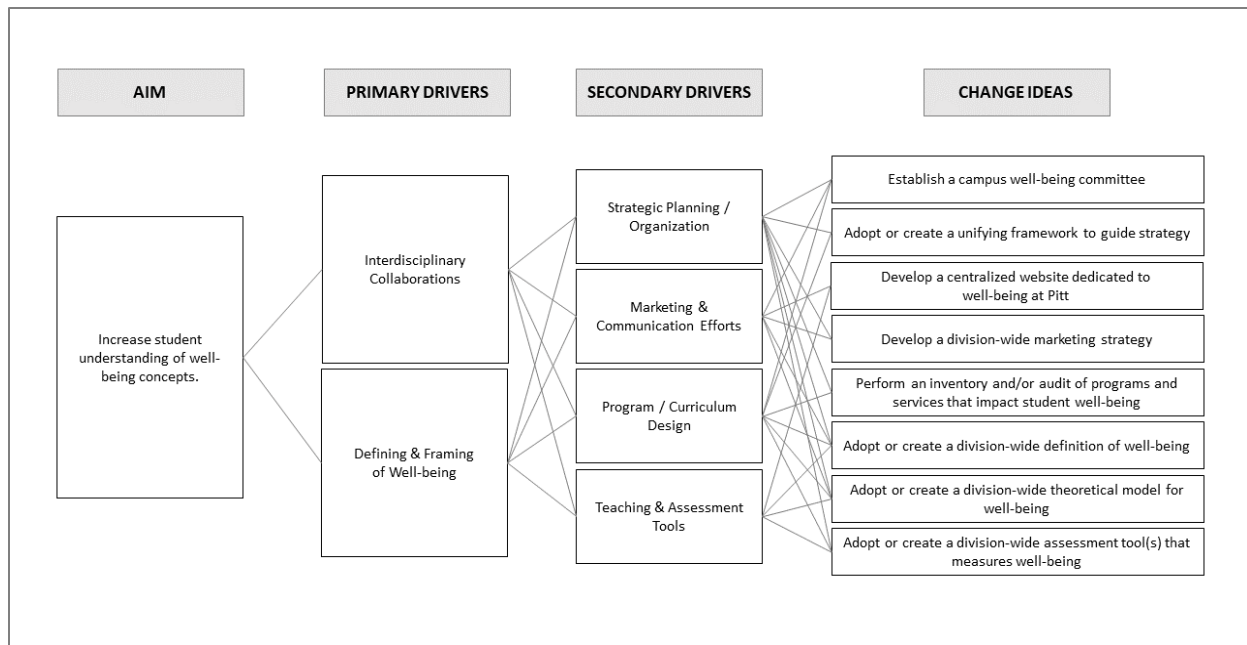 AIM
PRIMARY DRIVERS
SECONDARY DRIVERS
CHANGE IDEAS
Increase student
understanding of well-
being concepts.
Interdisciplinary
Collaborations
Defining & Framing
of Well-being
Strategic Planning /
Organization
Marketing &
Communication Efforts
Program / Curriculum
Design
Teaching & Assessment
Tools
Establish a campus well-being committee
Adopt or create a unifying framework to guide strategy
Develop a centralized website dedicated to
well-being at Pitt
Develop a division-wide marketing strategy
Perform an inventory and/or audit of programs and
services that impact student well-being
Adopt or create a division-wide definition of well-being
Adopt or create a division-wide theoretical model for
well-being
Adopt or create a division-wide assessment tool(s) that
measures well-being